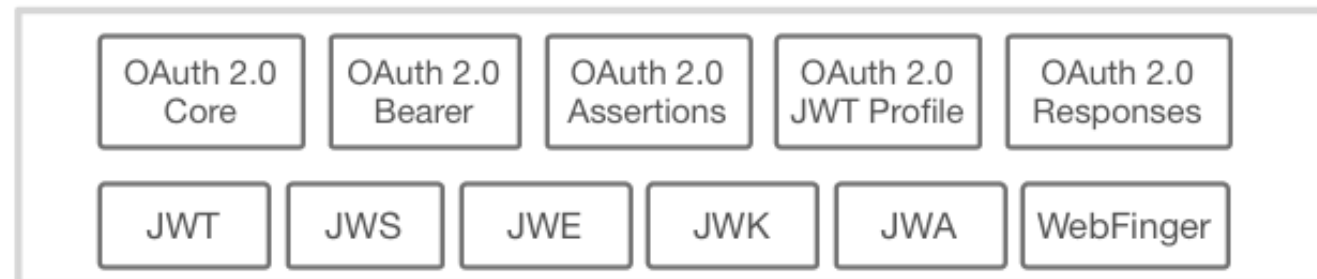 OAuth 2.0
Core
OAuth 2.0
Bearer
OAuth 2.0
Assertions
OAuth 2.0
JWT Profile
OAuth 2.0
Responses
JWT
JWS
JWE
JWK
JWA
WebFinger